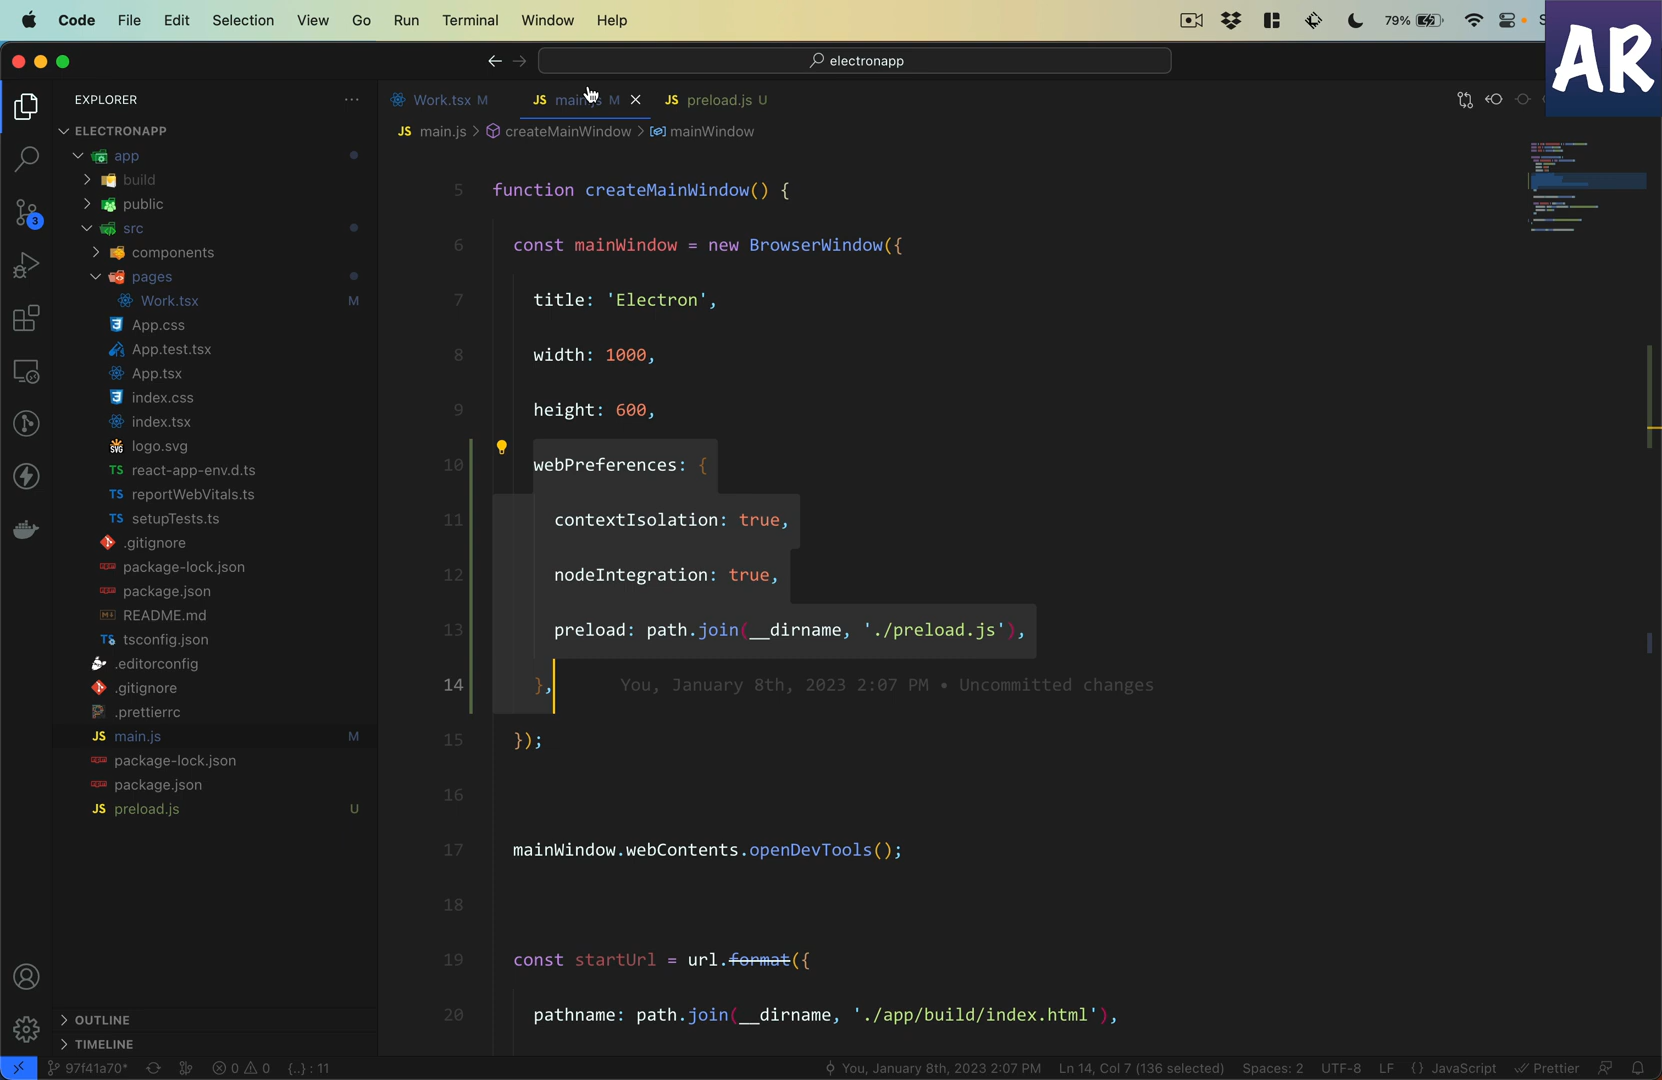 Code File Edit Selection View Go Run Terminal Window Help 79%
AR
electronapp
EXPLORER
Work.tsx M
JS main.js M
JS preload.js U
JS main.js > createMainWindow > mainWindow
ELECTRONAPP
app
build
public
src
components
pages
Work.tsx M
App.css
App.test.tsx
App.tsx
index.css
index.tsx
logo.svg
TS react-app-env.d.ts
TS reportWebVitals.ts
TS setupTests.ts
.gitignore
package-lock.json
package.json
README.md
tsconfig.json
.editorconfig
.gitignore
.prettierrc
JS main.js M
package-lock.json
package.json
JS preload.js U
OUTLINE
TIMELINE
3
5 function createMainWindow() {
6 const mainWindow = new BrowserWindow({
7 title: 'Electron',
8 width: 1000,
9 height: 600,
10 webPreferences: {
11 contextIsolation: true,
12 nodeIntegration: true,
13 preload: path.join(__dirname, './preload.js'),
14 }, You, January 8th, 2023 2:07 PM • Uncommitted changes
15 });
16
17 mainWindow.webContents.openDevTools();
18
19 const startUrl = url.format({
20 pathname: path.join(__dirname, './app/build/index.html'),
97f41a70* 0 0 {..} : 11 You, January 8th, 2023 2:07 PM Ln 14, Col 7 (136 selected) Spaces: 2 UTF-8 LF {} JavaScript Prettier